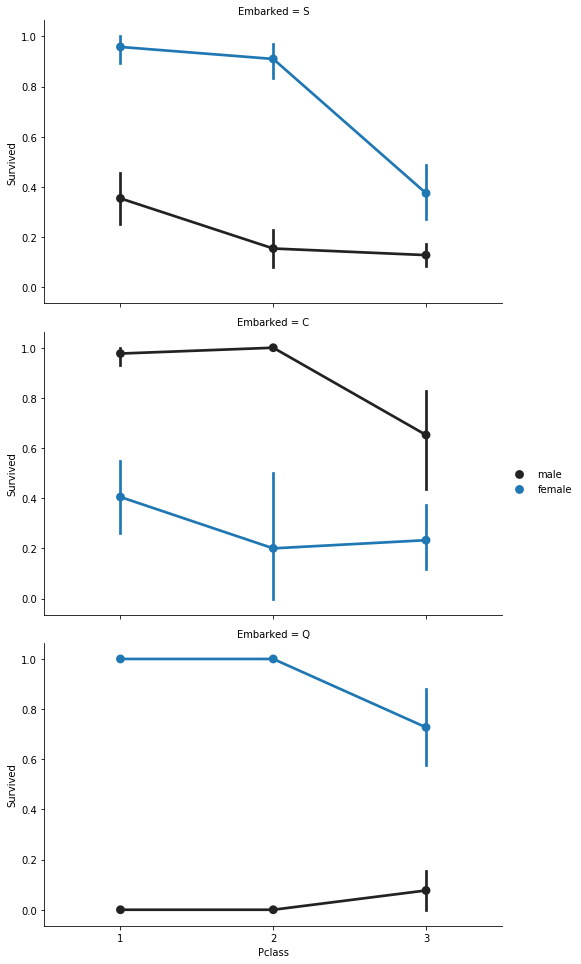 Embarked = S
1.0
0.8
0.6
0.4
0.2
0.0
Survived
Embarked = C
1.0
0.8
0.6
0.4
0.2
0.0
Survived
male
female
Embarked = Q
1.0
0.8
0.6
0.4
0.2
0.0
Survived
1 2 3
Pclass